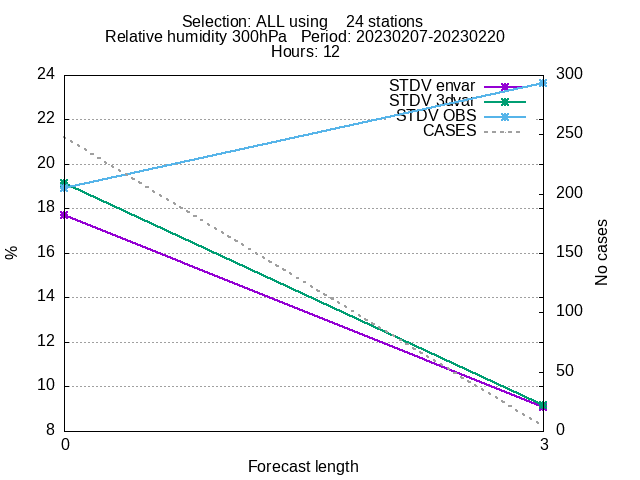 Selection: ALL using    24 stations
Relative humidity 300hPa   Period: 20230207-20230220
Hours: 12
24
22
20
18
16
14
12
10
8
%
STDV envar
STDV 3dvar
STDV OBS
CASES
300
250
200
150
100
50
0
No cases
0
3
Forecast length